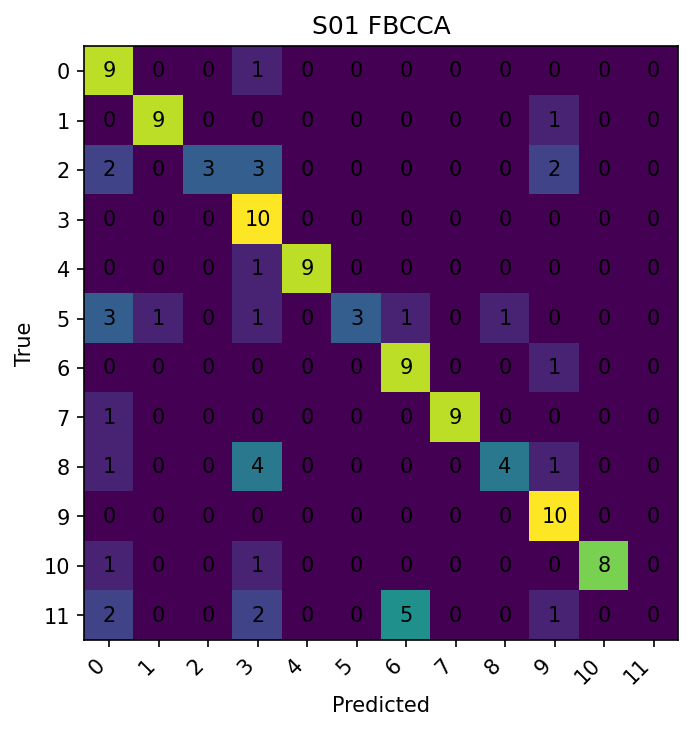 S01 FBCCA
True
0 9 0 0 1 0 0 0 0 0 0 0 0
1 0 9 0 0 0 0 0 0 0 1 0 0
2 2 0 3 3 0 0 0 0 0 2 0 0
3 0 0 0 10 0 0 0 0 0 0 0 0
4 0 0 0 1 9 0 0 0 0 0 0 0
5 3 1 0 1 0 3 1 0 1 0 0 0
6 0 0 0 0 0 0 9 0 0 1 0 0
7 1 0 0 0 0 0 0 9 0 0 0 0
8 1 0 0 4 0 0 0 0 4 1 0 0
9 0 0 0 0 0 0 0 0 0 10 0 0
10 1 0 0 1 0 0 0 0 0 0 8 0
11 2 0 0 2 0 0 5 0 0 1 0 0
0 1 2 3 4 5 6 7 8 9 10 11
Predicted